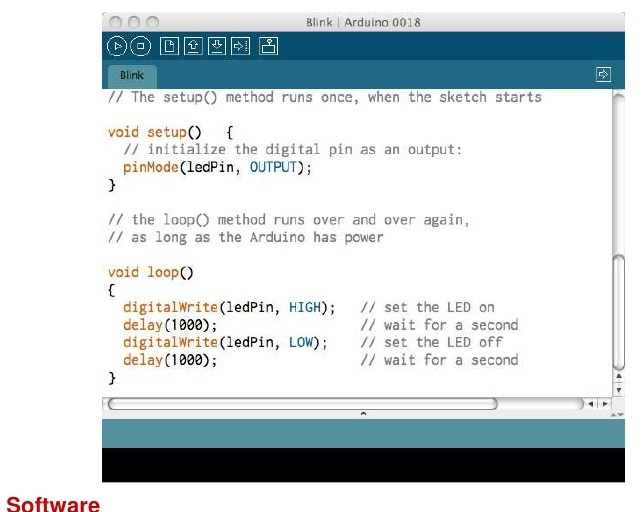 Blink | Arduino 0018
Blink
// The setup() method runs once, when the sketch starts
void setup()   {
  // initialize the digital pin as an output:
  pinMode(ledPin, OUTPUT);
}
// the loop() method runs over and over again,
// as long as the Arduino has power
void loop()
{
  digitalWrite(ledPin, HIGH);   // set the LED on
  delay(1000);                  // wait for a second
  digitalWrite(ledPin, LOW);    // set the LED off
  delay(1000);                  // wait for a second
}
Software